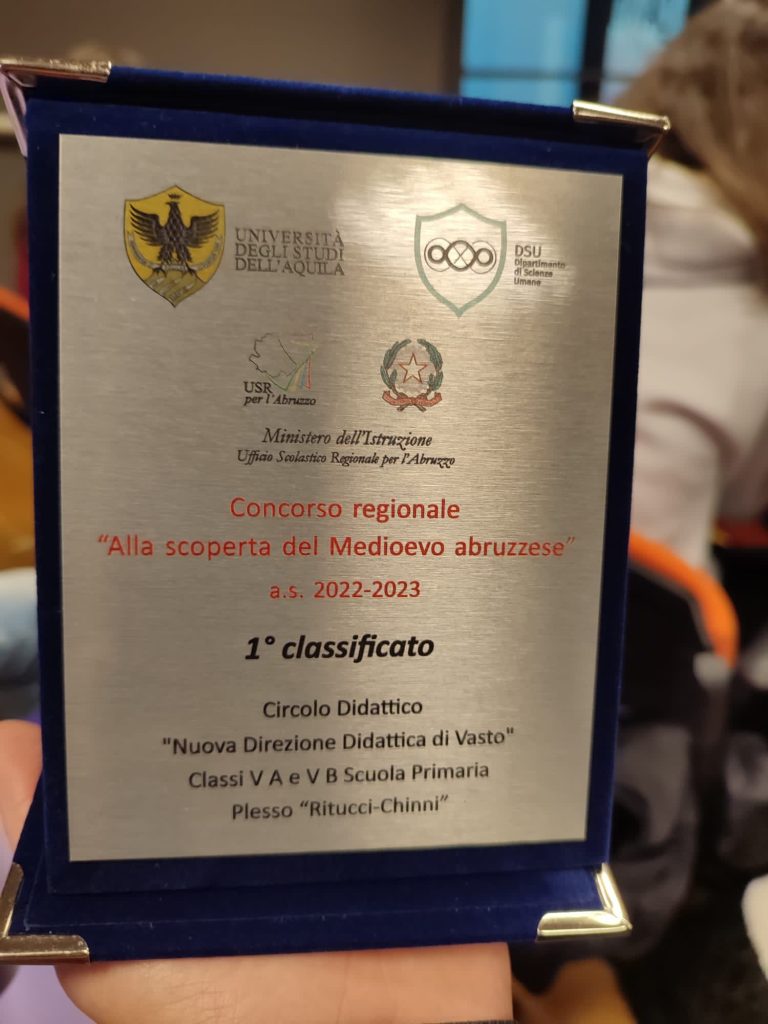 UNIVERSITÀ
DEGLI STUDI
DELL'AQUILA
DSU
Dipartimento
di Scienze
Umane
USR
per l'Abruzzo
Ministero dell'Istruzione
Ufficio Scolastico Regionale per l'Abruzzo
Concorso regionale
“Alla scoperta del Medioevo abruzzese”
a.s. 2022-2023
1° classificato
Circolo Didattico
"Nuova Direzione Didattica di Vasto"
Classi V A e V B Scuola Primaria
Plesso “Ritucci-Chinni”